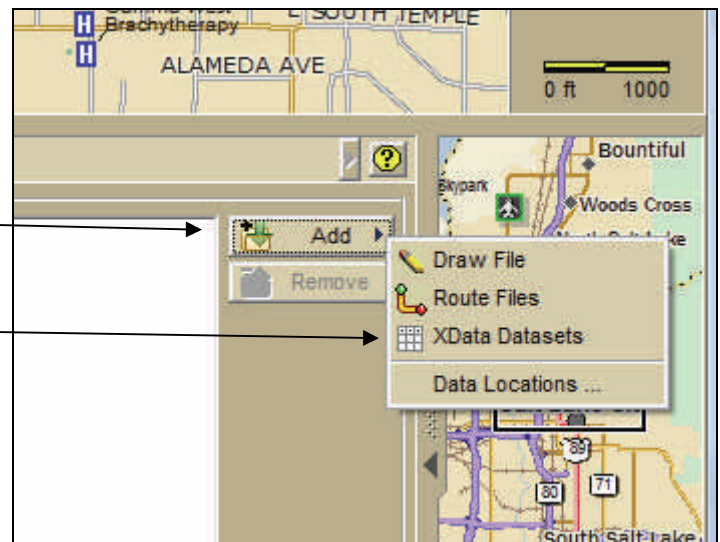 Brachytherapy
SOUTH TEMPLE
H
H
ALAMEDA AVE
0 ft 1000
?
Bountiful
Skypark
Woods Cross
Add
Remove
Draw File
Route Files
XData Datasets
Data Locations ...
89
80
71
South Salt Lake